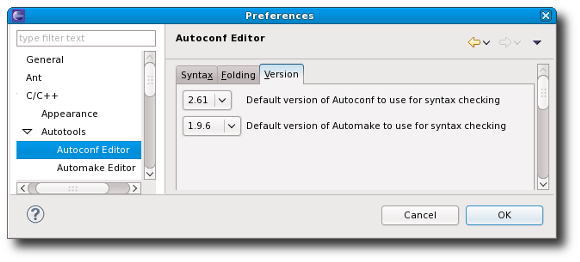 Preferences
type filter text
General
Ant
C/C++
Appearance
Autotools
Autoconf Editor
Automake Editor
Autoconf Editor
Syntax Folding Version
2.61 Default version of Autoconf to use for syntax checking
1.9.6 Default version of Automake to use for syntax checking
? Cancel OK